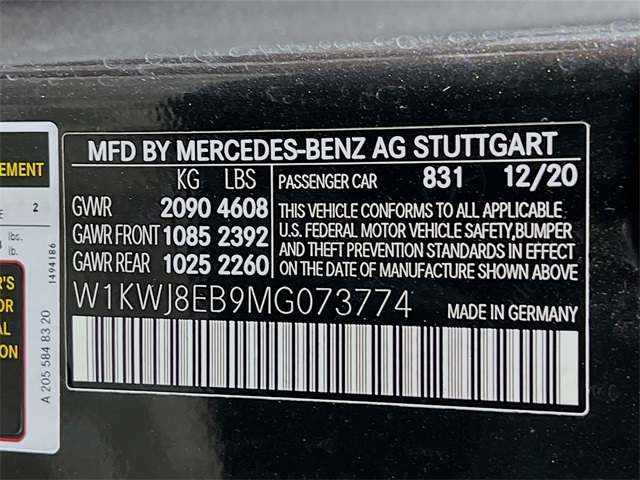 MFD BY MERCEDES-BENZ AG STUTTGART
KG LBS
GVWR 2090 4608
GAWR FRONT 1085 2392
GAWR REAR 1025 2260
PASSENGER CAR 831 12/20
THIS VEHICLE CONFORMS TO ALL APPLICABLE
U.S. FEDERAL MOTOR VEHICLE SAFETY,BUMPER
AND THEFT PREVENTION STANDARDS IN EFFECT
ON THE DATE OF MANUFACTURE SHOWN ABOVE.
W1KWJ8EB9MG073774
MADE IN GERMANY
2
lbs.
lb.
1494186
A 205 584 83 20